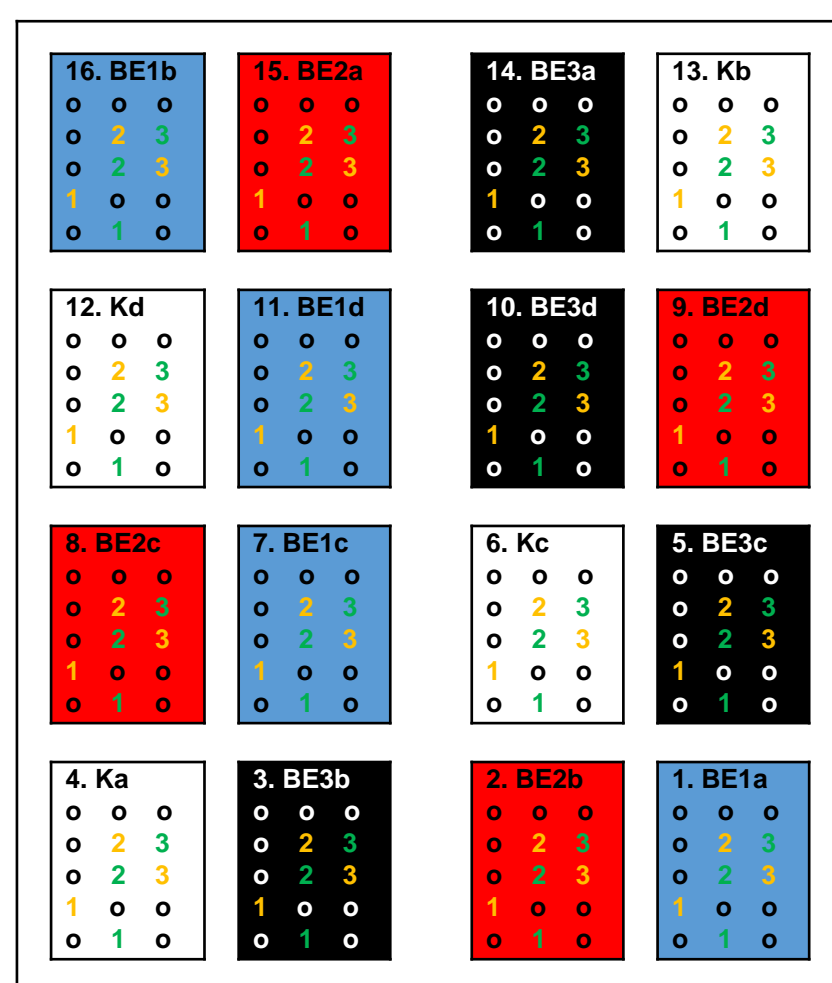 16. BE1b 15. BE2a 14. BE3a 13. Kb
o o o o o o o o o o o o
o 2 3 o 2 3 o 2 3 o 2 3
o 2 3 o 2 3 o 2 3 o 2 3
1 o o 1 o o 1 o o 1 o o
o 1 o o 1 o o 1 o o 1 o
12. Kd 11. BE1d 10. BE3d 9. BE2d
o o o o o o o o o o o o
o 2 3 o 2 3 o 2 3 o 2 3
o 2 3 o 2 3 o 2 3 o 2 3
1 o o 1 o o 1 o o 1 o o
o 1 o o 1 o o 1 o o 1 o
8. BE2c 7. BE1c 6. Kc 5. BE3c
o o o o o o o o o o o o
o 2 3 o 2 3 o 2 3 o 2 3
o 2 3 o 2 3 o 2 3 o 2 3
1 o o 1 o o 1 o o 1 o o
o 1 o o 1 o o 1 o o 1 o
4. Ka 3. BE3b 2. BE2b 1. BE1a
o o o o o o o o o o o o
o 2 3 o 2 3 o 2 3 o 2 3
o 2 3 o 2 3 o 2 3 o 2 3
1 o o 1 o o 1 o o 1 o o
o 1 o o 1 o o 1 o o 1 o